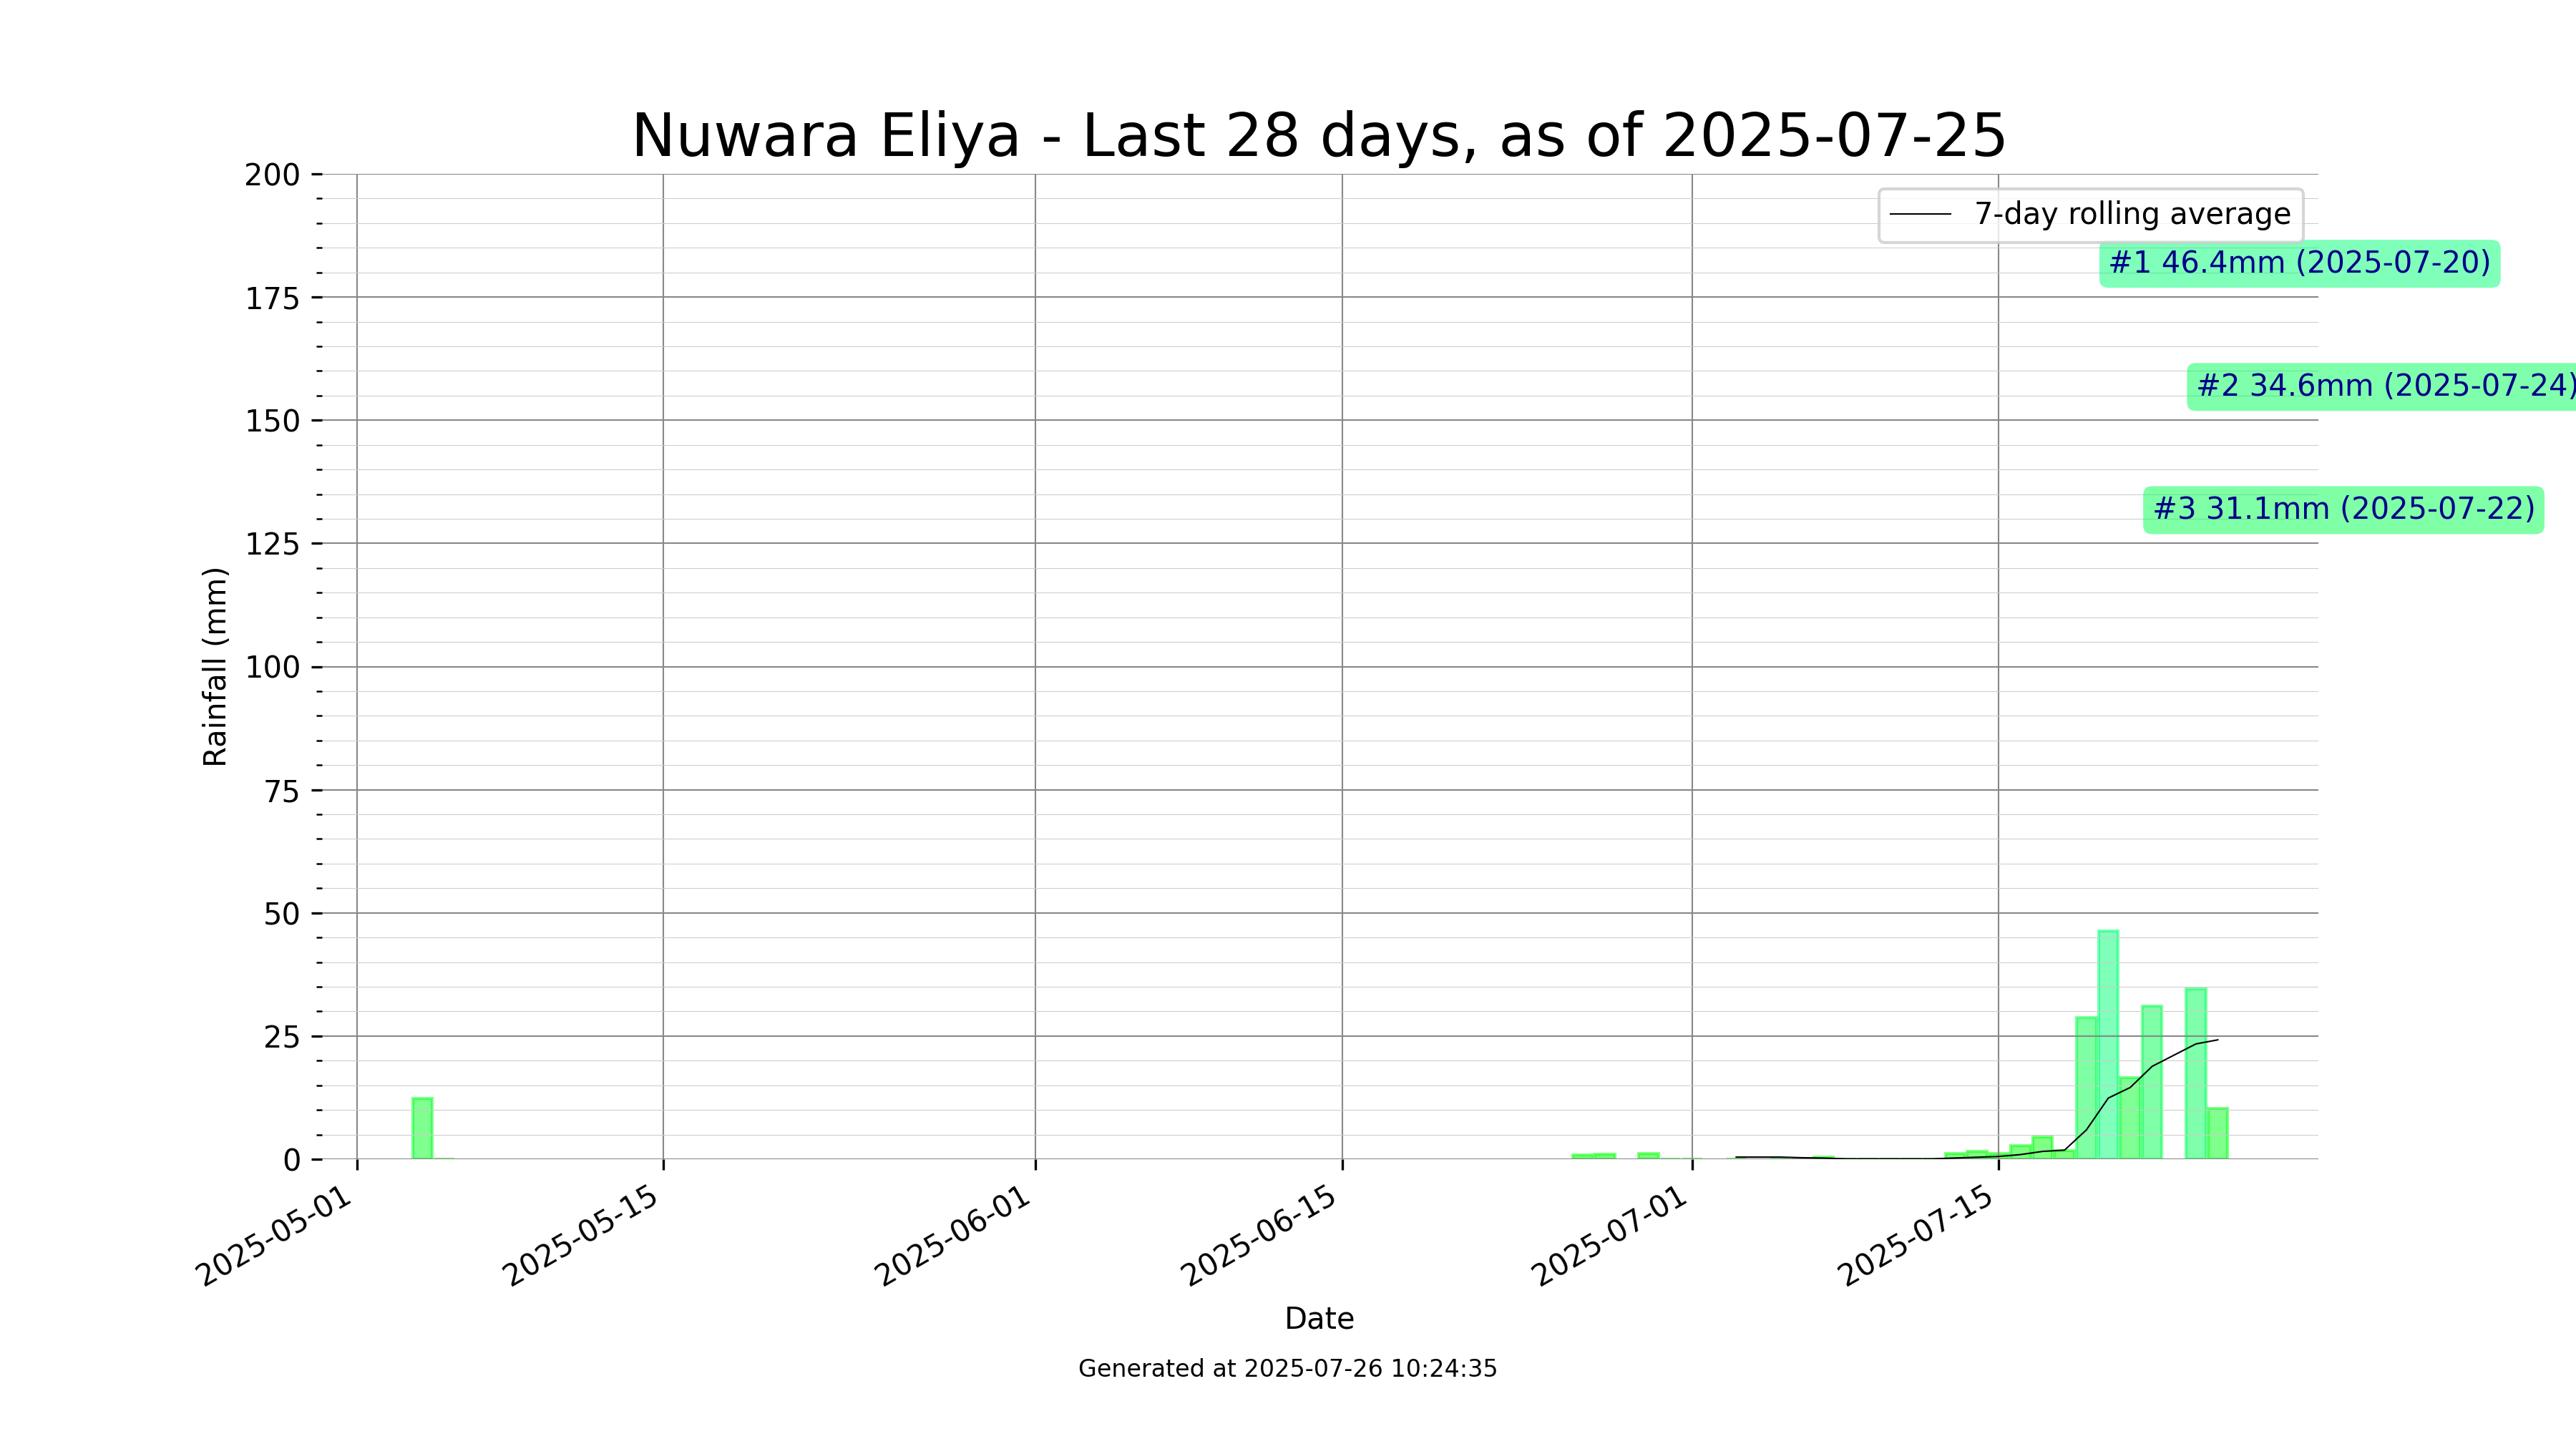 Nuwara Eliya - Last 28 days, as of 2025-07-25
7-day rolling average
#1 46.4mm (2025-07-20)
#2 34.6mm (2025-07-24)
#3 31.1mm (2025-07-22)
Rainfall (mm)
200
175
150
125
100
75
50
25
0
2025-05-01
2025-05-15
2025-06-01
2025-06-15
2025-07-01
2025-07-15
Date
Generated at 2025-07-26 10:24:35